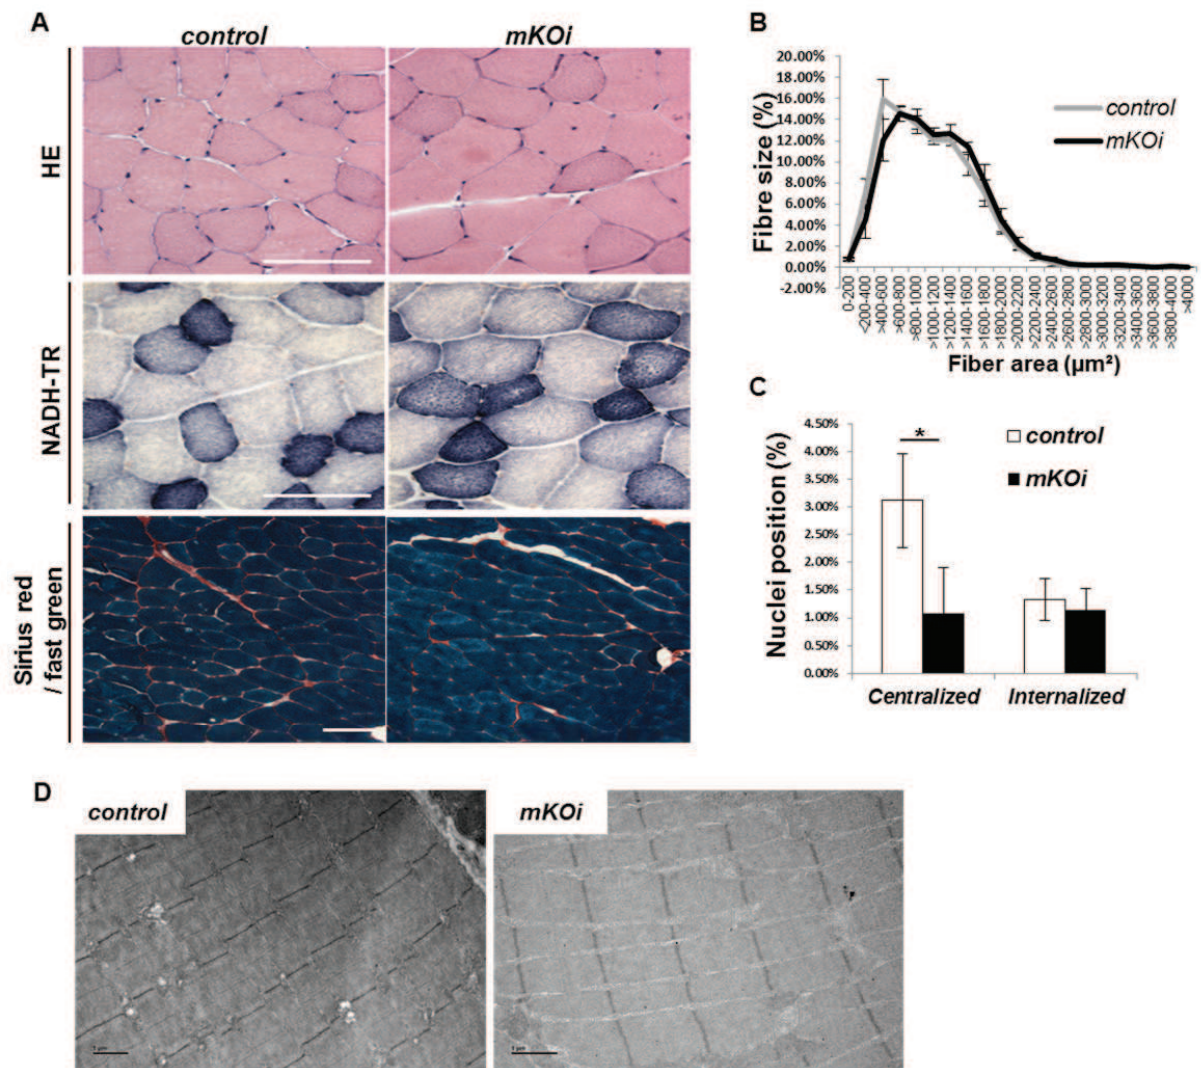 A
control
mKOi
HE
NADH-TR
Sirius red
/ fast green
B
20.00%
18.00%
16.00%
14.00%
12.00%
10.00%
8.00%
6.00%
4.00%
2.00%
0.00%
-2.00%
Fibre size (%)
control
mKOi
0-200
>200-400
>400-600
>600-800
>800-1000
>1000-1200
>1200-1400
>1400-1600
>1600-1800
>1800-2000
>2000-2200
>2200-2400
>2400-2600
>2600-2800
>2800-3000
>3000-3200
>3200-3400
>3400-3600
>3600-3800
>3800-4000
>4000
Fiber area (µm²)
C
4.50%
4.00%
3.50%
3.00%
2.50%
2.00%
1.50%
1.00%
0.50%
0.00%
Nuclei position (%)
*
control
mKOi
Centralized
Internalized
D
control
mKOi